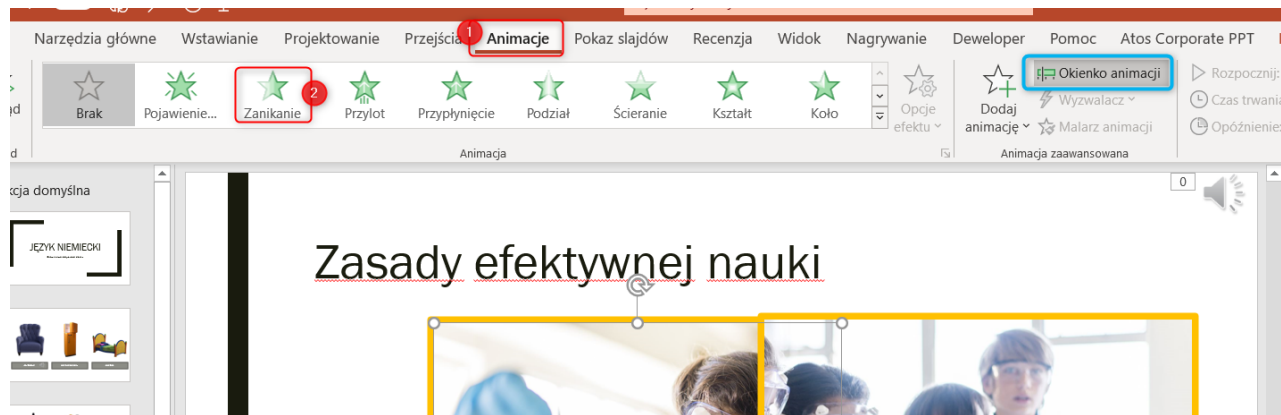 Narzędzia główne Wstawianie Projektowanie Przejścia Animacje Pokaz slajdów Recenzja Widok Nagrywanie Deweloper Pomoc Atos Corporate PPT
1
Brak Pojawienie... Zanikanie Przylot Przypłynięcie Podział Ścieranie Kształt Koło
2
Opcje
efektu
Dodaj
animację
Okienko animacji
Wyzwalacz
Malarz animacji
Rozpocznij:
Czas trwania
Opóźnienie:
Animacja Animacja zaawansowana
kcja domyślna
0
JĘZYK NIEMIECKI
Zasady efektywnej nauki